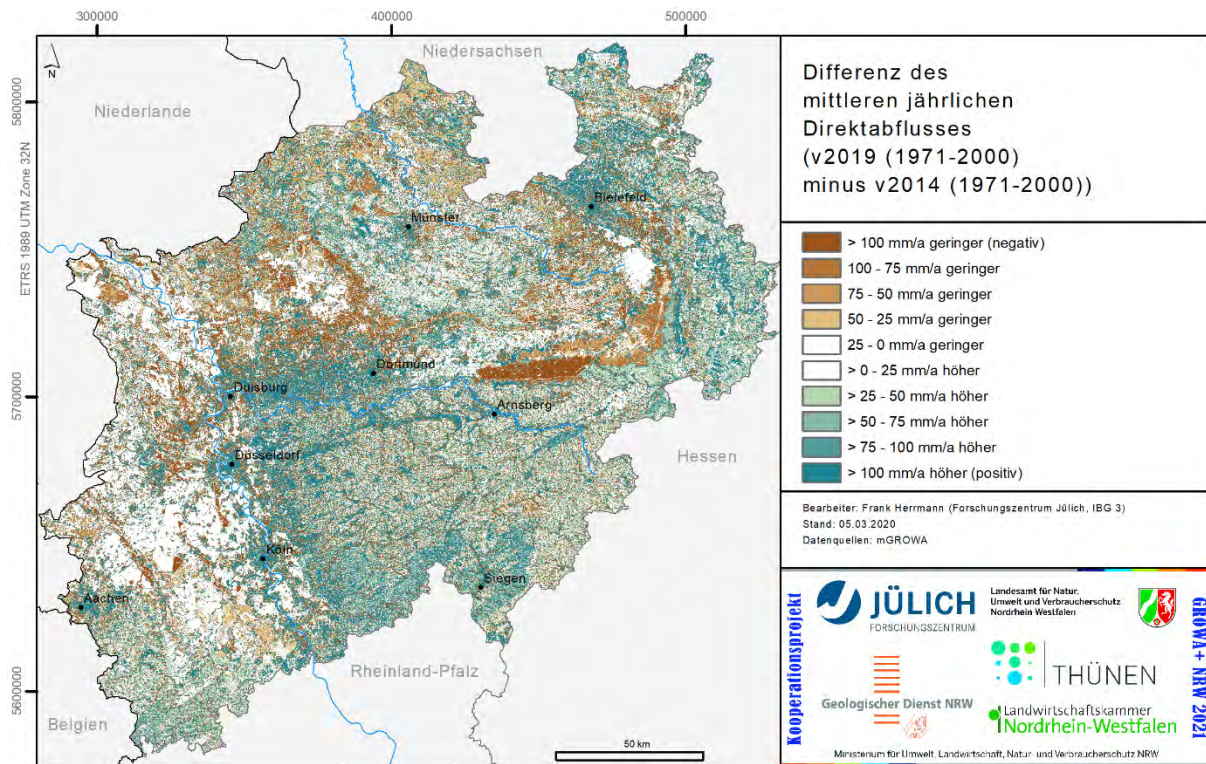 300000
400000
500000
5800000
5700000
5600000
ETRS 1989 UTM Zone 32N
N
Niedersachsen
Niederlande
Bielefeld
Münster
Dortmund
Duisburg
Arnsberg
Düsseldorf
Hessen
Köln
Siegen
Aachen
Rheinland-Pfalz
Belgien
50 km
Differenz des
mittleren jährlichen
Direktabflusses
(v2019 (1971-2000)
minus v2014 (1971-2000))
> 100 mm/a geringer (negativ)
100 - 75 mm/a geringer
75 - 50 mm/a geringer
50 - 25 mm/a geringer
25 - 0 mm/a geringer
> 0 - 25 mm/a höher
> 25 - 50 mm/a höher
> 50 - 75 mm/a höher
> 75 - 100 mm/a höher
> 100 mm/a höher (positiv)
Bearbeiter: Frank Herrmann (Forschungszentrum Jülich, IBG 3)
Stand: 05.03.2020
Datenquellen: mGROWA
Kooperationsprojekt
JÜLICH
FORSCHUNGSZENTRUM
Landesamt für Natur,
Umwelt und Verbraucherschutz
Nordrhein-Westfalen
Geologischer Dienst NRW
THÜNEN
Landwirtschaftskammer
Nordrhein-Westfalen
GROWA+ NRW 2021
Ministerium für Umwelt, Landwirtschaft, Natur- und Verbraucherschutz NRW